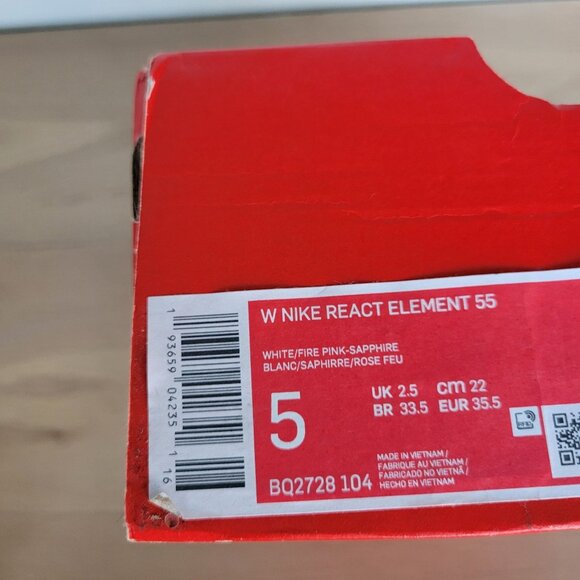 W NIKE REACT ELEMENT 55
WHITE/FIRE PINK-SAPPHIRE
BLANC/SAPHIRRE/ROSE FEU
5
UK 2.5 cm 22
BR 33.5 EUR 35.5
BQ2728 104
MADE IN VIETNAM /
FABRIQUE AU VIETNAM /
FABRICADO NO VIETNÃ /
HECHO EN VIETNAM
RFID
1 93659 04235 1 16